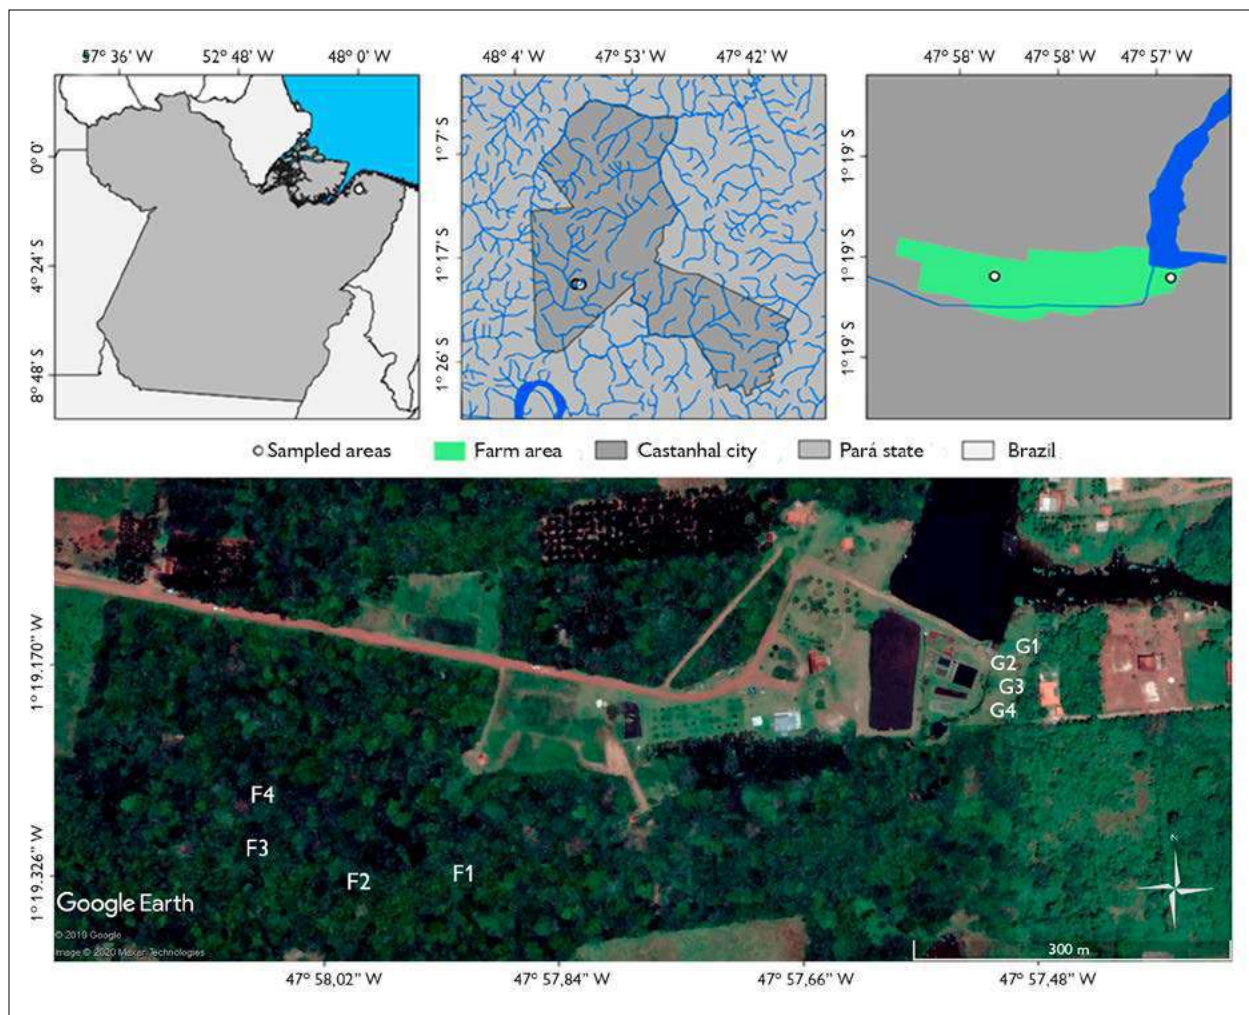 57° 36' W 52° 48' W 48° 0' W
48° 4' W 47° 53' W 47° 42' W
47° 58' W 47° 58' W 47° 57' W
0° 0'
4° 24' S
8° 48' S
1° 7' S
1° 17' S
1° 26' S
1° 19' S
1° 19' S
1° 19' S
Sampled areas Farm area Castanhal city Pará state Brazil
1° 19.170" W
1° 19.326" W
G1
G2
G3
G4
F4
F3
F2
F1
Google Earth
© 2019 Google
Image © 2020 Maxar Technologies
N
300 m
47° 58,02" W 47° 57,84" W 47° 57,66" W 47° 57,48" W